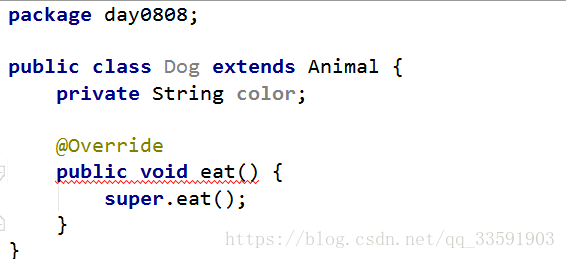 package day0808;
public class Dog extends Animal {
    private String color;
    @Override
    public void eat() {
        super.eat();
    }
}
https://blog.csdn.net/qq_33591903